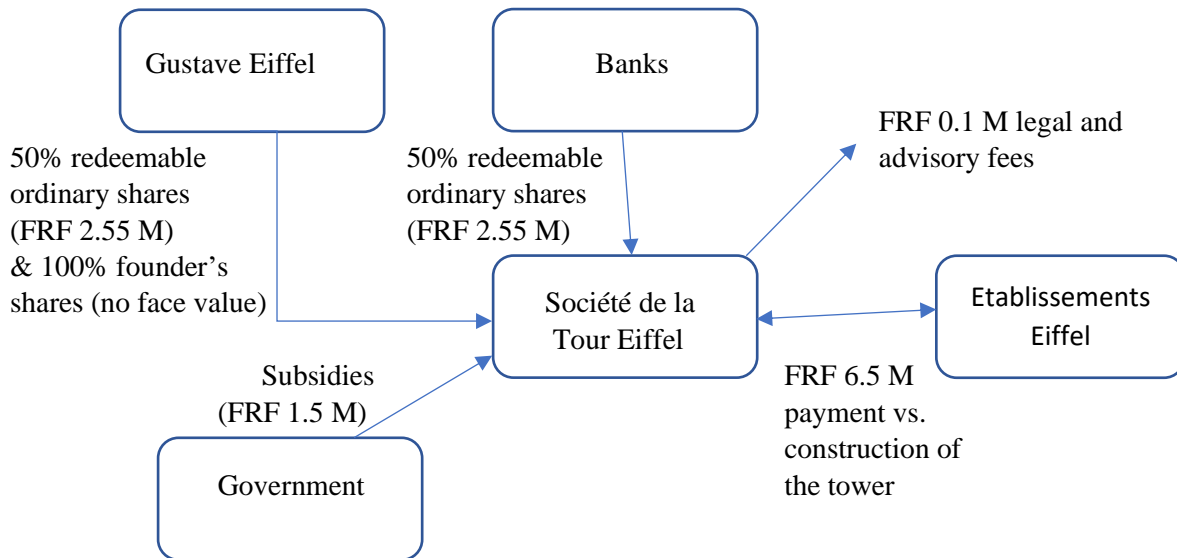 Gustave Eiffel
Banks
FRF 0.1 M legal and
advisory fees
50% redeemable
ordinary shares
(FRF 2.55 M)
& 100% founder’s
shares (no face value)
50% redeemable
ordinary shares
(FRF 2.55 M)
Société de la
Tour Eiffel
Etablissements
Eiffel
Subsidies
(FRF 1.5 M)
FRF 6.5 M
payment vs.
construction of
the tower
Government